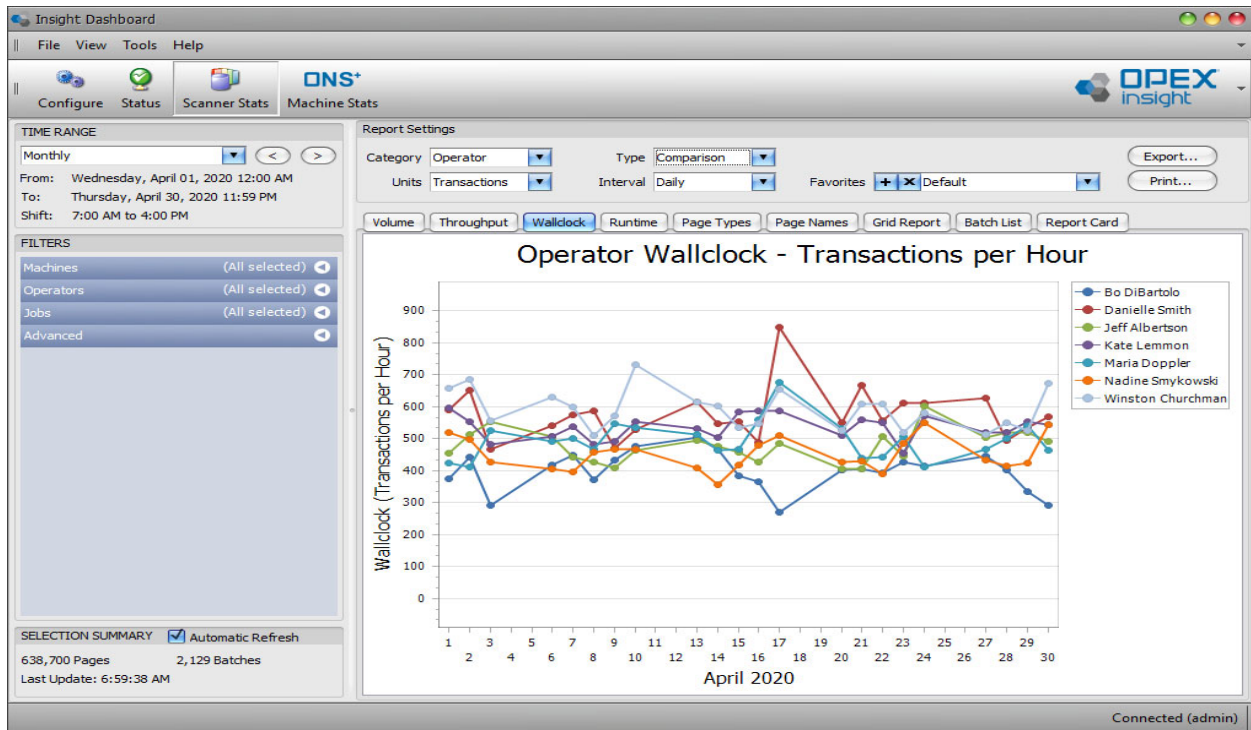 Insight Dashboard
File View Tools Help
Configure Status Scanner Stats ONS+ Machine Stats
OPEX insight
TIME RANGE
Monthly < >
From: Wednesday, April 01, 2020 12:00 AM
To: Thursday, April 30, 2020 11:59 PM
Shift: 7:00 AM to 4:00 PM
FILTERS
Machines (All selected)
Operators (All selected)
Jobs (All selected)
Advanced
SELECTION SUMMARY Automatic Refresh
638,700 Pages 2,129 Batches
Last Update: 6:59:38 AM
Report Settings
Category Operator Type Comparison Export...
Units Transactions Interval Daily Favorites + x Default Print...
Volume Throughput Wallclock Runtime Page Types Page Names Grid Report Batch List Report Card
Operator Wallclock - Transactions per Hour
Wallclock (Transactions per Hour)
900
800
700
600
500
400
300
200
100
0
1 3 5 7 9 11 13 15 17 19 21 23 25 27 29
2 4 6 8 10 12 14 16 18 20 22 24 26 28 30
April 2020
Bo DiBartolo
Danielle Smith
Jeff Albertson
Kate Lemmon
Maria Doppler
Nadine Smykowski
Winston Churchman
Connected (admin)